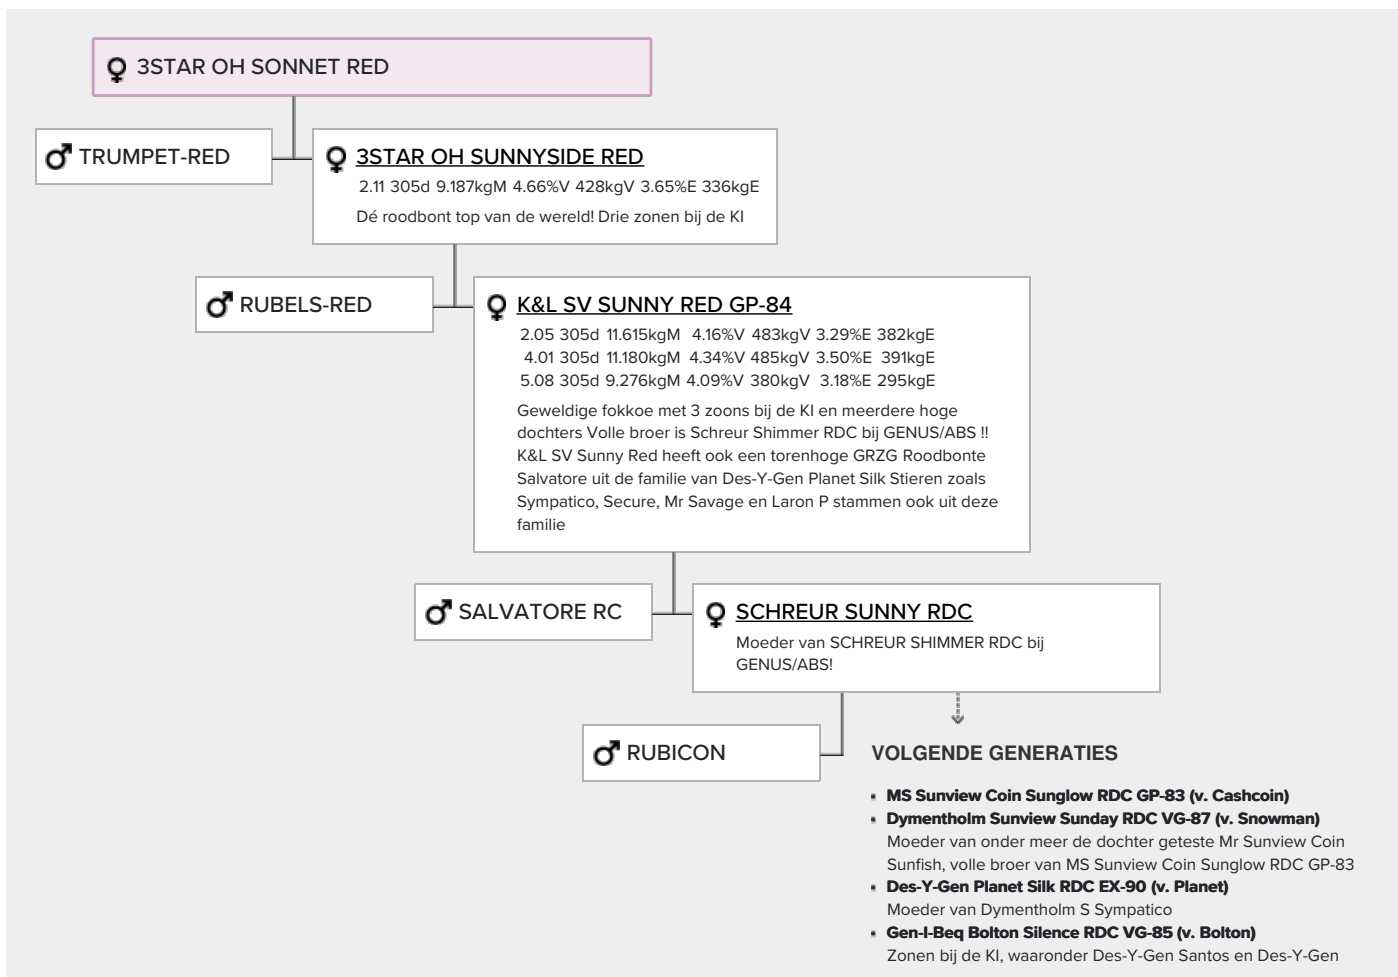 3STAR OH SONNET RED
TRUMPET-RED
3STAR OH SUNNYSIDE RED
2.11 305d 9.187kgM 4.66%V 428kgV 3.65%E 336kgE
Dé roodbont top van de wereld! Drie zonen bij de KI
RUBELS-RED
K&L SV SUNNY RED GP-84
2.05 305d 11.615kgM 4.16%V 483kgV 3.29%E 382kgE
4.01 305d 11.180kgM 4.34%V 485kgV 3.50%E 391kgE
5.08 305d 9.276kgM 4.09%V 380kgV 3.18%E 295kgE
Geweldige fokkoe met 3 zoons bij de KI en meerdere hoge
dochters Volle broer is Schreur Shimmer RDC bij GENUS/ABS !!
K&L SV Sunny Red heeft ook een torenhoge GRZG Roodbonte
Salvatore uit de familie van Des-Y-Gen Planet Silk Stieren zoals
Sympatico, Secure, Mr Savage en Laron P stammen ook uit deze
familie
SALVATORE RC
SCHREUR SUNNY RDC
Moeder van SCHREUR SHIMMER RDC bij
GENUS/ABS!
RUBICON
VOLGENDE GENERATIES
▪ MS Sunview Coin Sunglow RDC GP-83 (v. Cashcoin)
▪ Dymentholm Sunview Sunday RDC VG-87 (v. Snowman)
Moeder van onder meer de dochter geteste Mr Sunview Coin
Sunfish, volle broer van MS Sunview Coin Sunglow RDC GP-83
▪ Des-Y-Gen Planet Silk RDC EX-90 (v. Planet)
Moeder van Dymentholm S Sympatico
▪ Gen-I-Beq Bolton Silence RDC VG-85 (v. Bolton)
Zonen bij de KI, waaronder Des-Y-Gen Santos en Des-Y-Gen